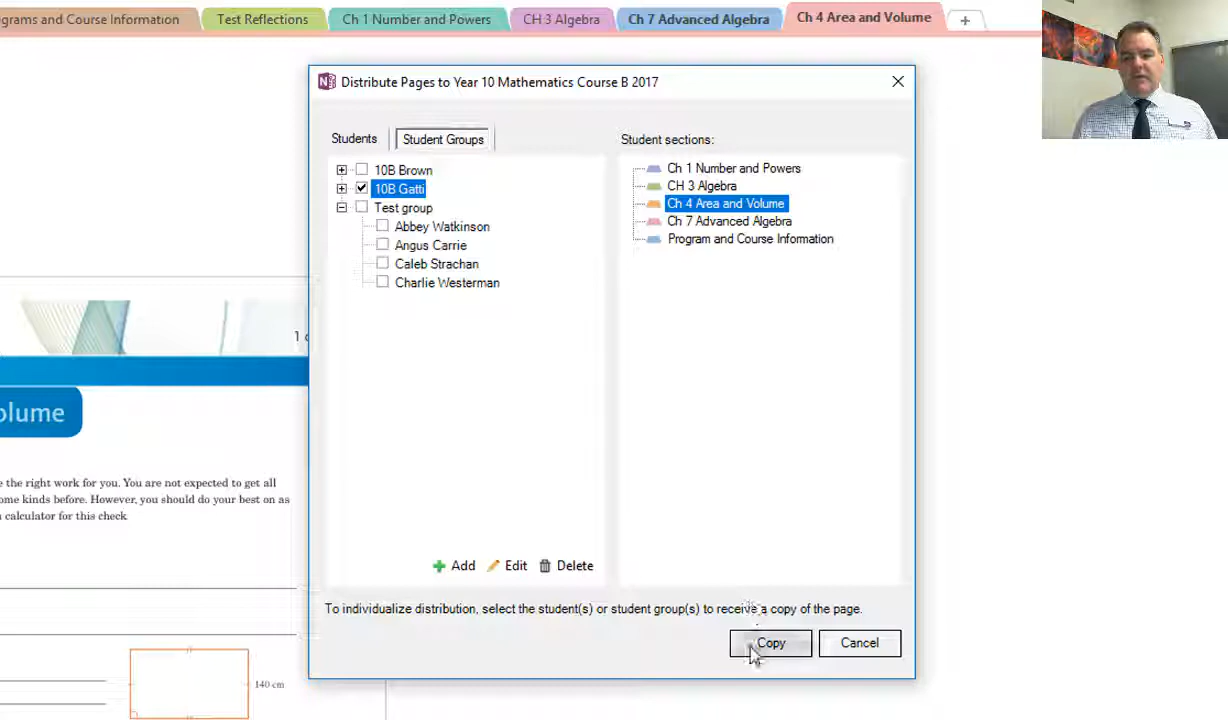 grams and Course Information
Test Reflections
Ch 1 Number and Powers
CH 3 Algebra
Ch 7 Advanced Algebra
Ch 4 Area and Volume
Distribute Pages to Year 10 Mathematics Course B 2017
Students
Student Groups
10B Brown
10B Gatti
Test group
Abbey Watkinson
Angus Carrie
Caleb Strachan
Charlie Westerman
Add
Edit
Delete
Student sections:
Ch 1 Number and Powers
CH 3 Algebra
Ch 4 Area and Volume
Ch 7 Advanced Algebra
Program and Course Information
To individualize distribution, select the student(s) or student group(s) to receive a copy of the page.
Copy
Cancel
1
olume
e the right work for you. You are not expected to get all
ome kinds before. However, you should do your best on as
calculator for this check
140 cm